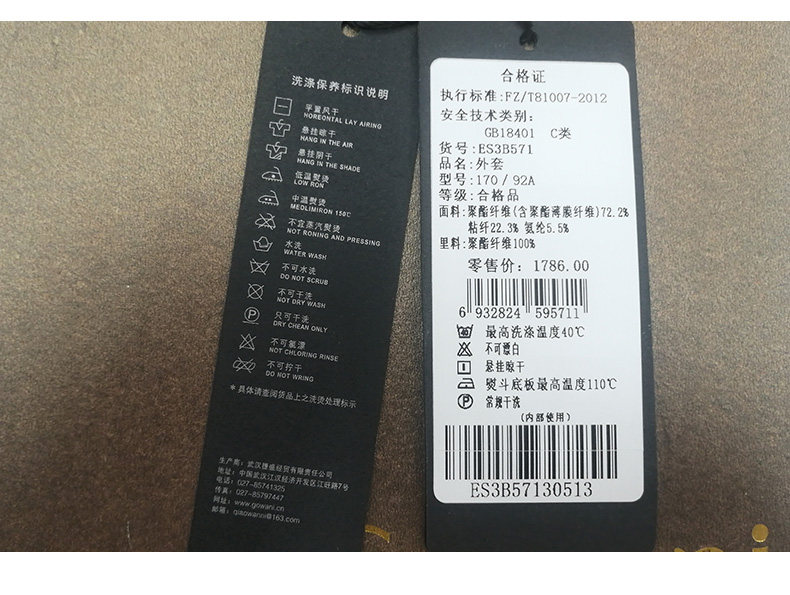 洗涤保养标识说明
平置风干
HOREONTAL LAY AIRING
悬挂晾干
HANG IN THE AIR
悬挂阴干
HANG IN THE SHADE
低温熨烫
LOW RON
中温熨烫
MEDLIMIRON 150℃
不宜蒸汽熨烫
NOT RONING AND PRESSING
水洗
WATER WASH
不可水洗
DO NOT SCRUB
不可干洗
NOT DRY WASH
只可干洗
DRY CHEAN ONLY
不可氯漂
NOT CHLORING RINSE
不可拧干
DO NOT WRING
*具体请查阅货品上之洗烫处理标示
生产商：武汉镂盛经贸有限责任公司
地址：中国武汉江汉经济开发区江旺路7号
电话：027-85741325
传真：027-85797447
网址：www.gowani.cn
邮箱：qiaowanni@163.com
合格证
执行标准:FZ/T81007-2012
安全技术类别:
GB18401 C类
货号:ES3B571
品名:外套
型号:170/92A
等级:合格品
面料:聚酯纤维(含聚酯薄膜纤维)72.2%
粘纤22.3% 氨纶5.5%
里料:聚酯纤维100%
零售价: 1786.00
6 932824 595711
最高洗涤温度40℃
不可漂白
悬挂晾干
熨斗底板最高温度110℃
P 常规干洗
(内部使用)
ES3B57130513